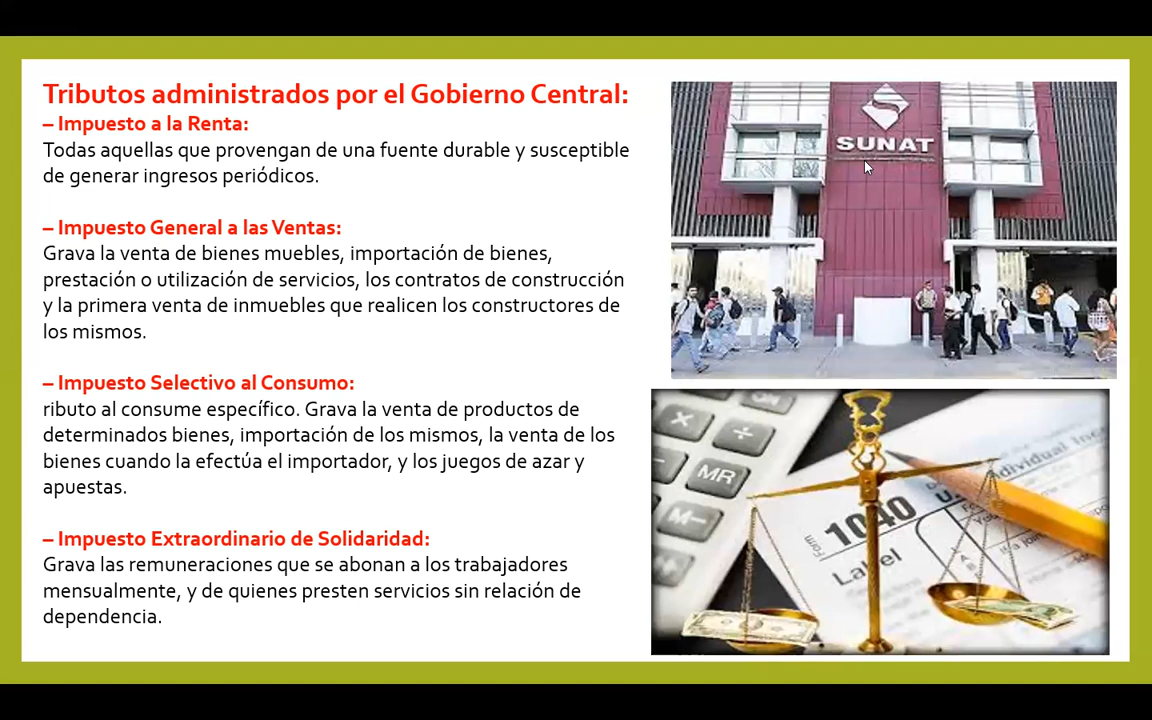 Tributos administrados por el Gobierno Central:
– Impuesto a la Renta:
Todas aquellas que provengan de una fuente durable y susceptible
de generar ingresos periódicos.
– Impuesto General a las Ventas:
Grava la venta de bienes muebles, importación de bienes,
prestación o utilización de servicios, los contratos de construcción
y la primera venta de inmuebles que realicen los constructores de
los mismos.
– Impuesto Selectivo al Consumo:
ributo al consume específico. Grava la venta de productos de
determinados bienes, importación de los mismos, la venta de los
bienes cuando la efectúa el importador, y los juegos de azar y
apuestas.
– Impuesto Extraordinario de Solidaridad:
Grava las remuneraciones que se abonan a los trabajadores
mensualmente, y de quienes presten servicios sin relación de
dependencia.
SUNAT
MR
M–
Form 1040
Label